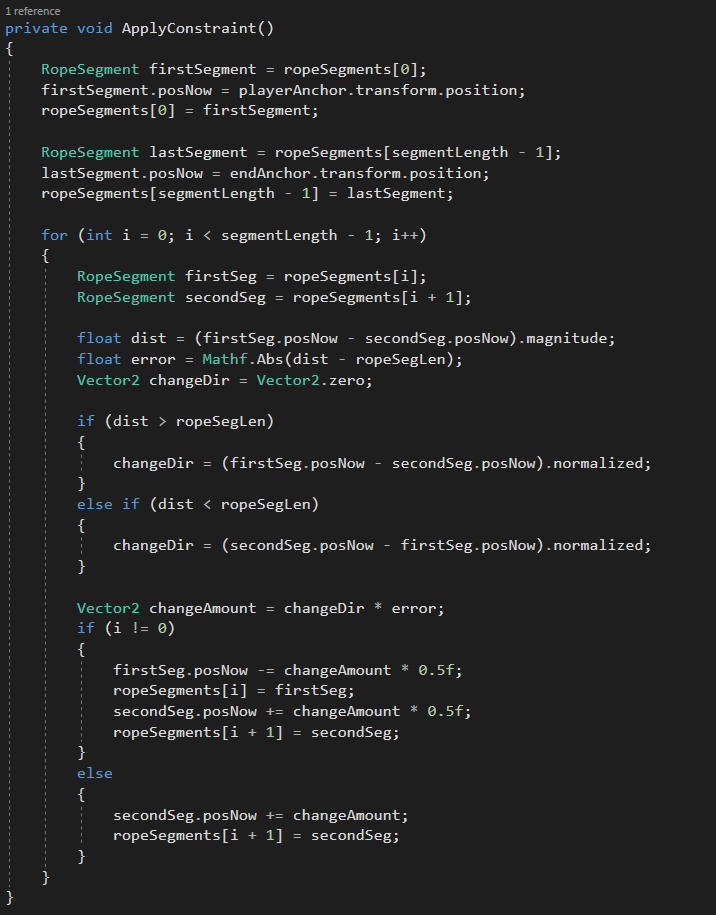 1 reference
private void ApplyConstraint()
{
    RopeSegment firstSegment = ropeSegments[0];
    firstSegment.posNow = playerAnchor.transform.position;
    ropeSegments[0] = firstSegment;

    RopeSegment lastSegment = ropeSegments[segmentLength - 1];
    lastSegment.posNow = endAnchor.transform.position;
    ropeSegments[segmentLength - 1] = lastSegment;

    for (int i = 0; i < segmentLength - 1; i++)
    {
        RopeSegment firstSeg = ropeSegments[i];
        RopeSegment secondSeg = ropeSegments[i + 1];

        float dist = (firstSeg.posNow - secondSeg.posNow).magnitude;
        float error = Mathf.Abs(dist - ropeSegLen);
        Vector2 changeDir = Vector2.zero;

        if (dist > ropeSegLen)
        {
            changeDir = (firstSeg.posNow - secondSeg.posNow).normalized;
        }
        else if (dist < ropeSegLen)
        {
            changeDir = (secondSeg.posNow - firstSeg.posNow).normalized;
        }

        Vector2 changeAmount = changeDir * error;
        if (i != 0)
        {
            firstSeg.posNow -= changeAmount * 0.5f;
            ropeSegments[i] = firstSeg;
            secondSeg.posNow += changeAmount * 0.5f;
            ropeSegments[i + 1] = secondSeg;
        }
        else
        {
            secondSeg.posNow += changeAmount;
            ropeSegments[i + 1] = secondSeg;
        }
    }
}